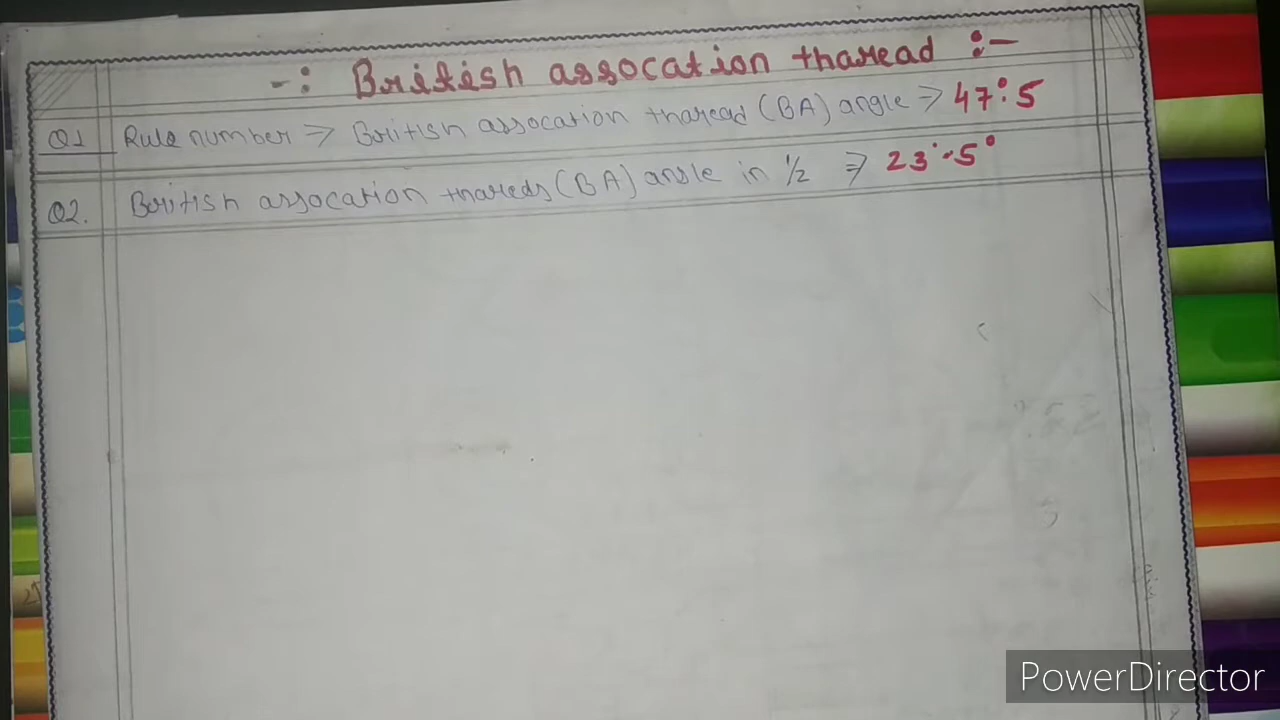 -: British assocation tharead :-
Q1 Rule number ⇒ British assocation tharead (BA) angle ⇒ 47°.5
Q2. British assocation thareds (BA) angle in 1/2 ⇒ 23°.5°
PowerDirector